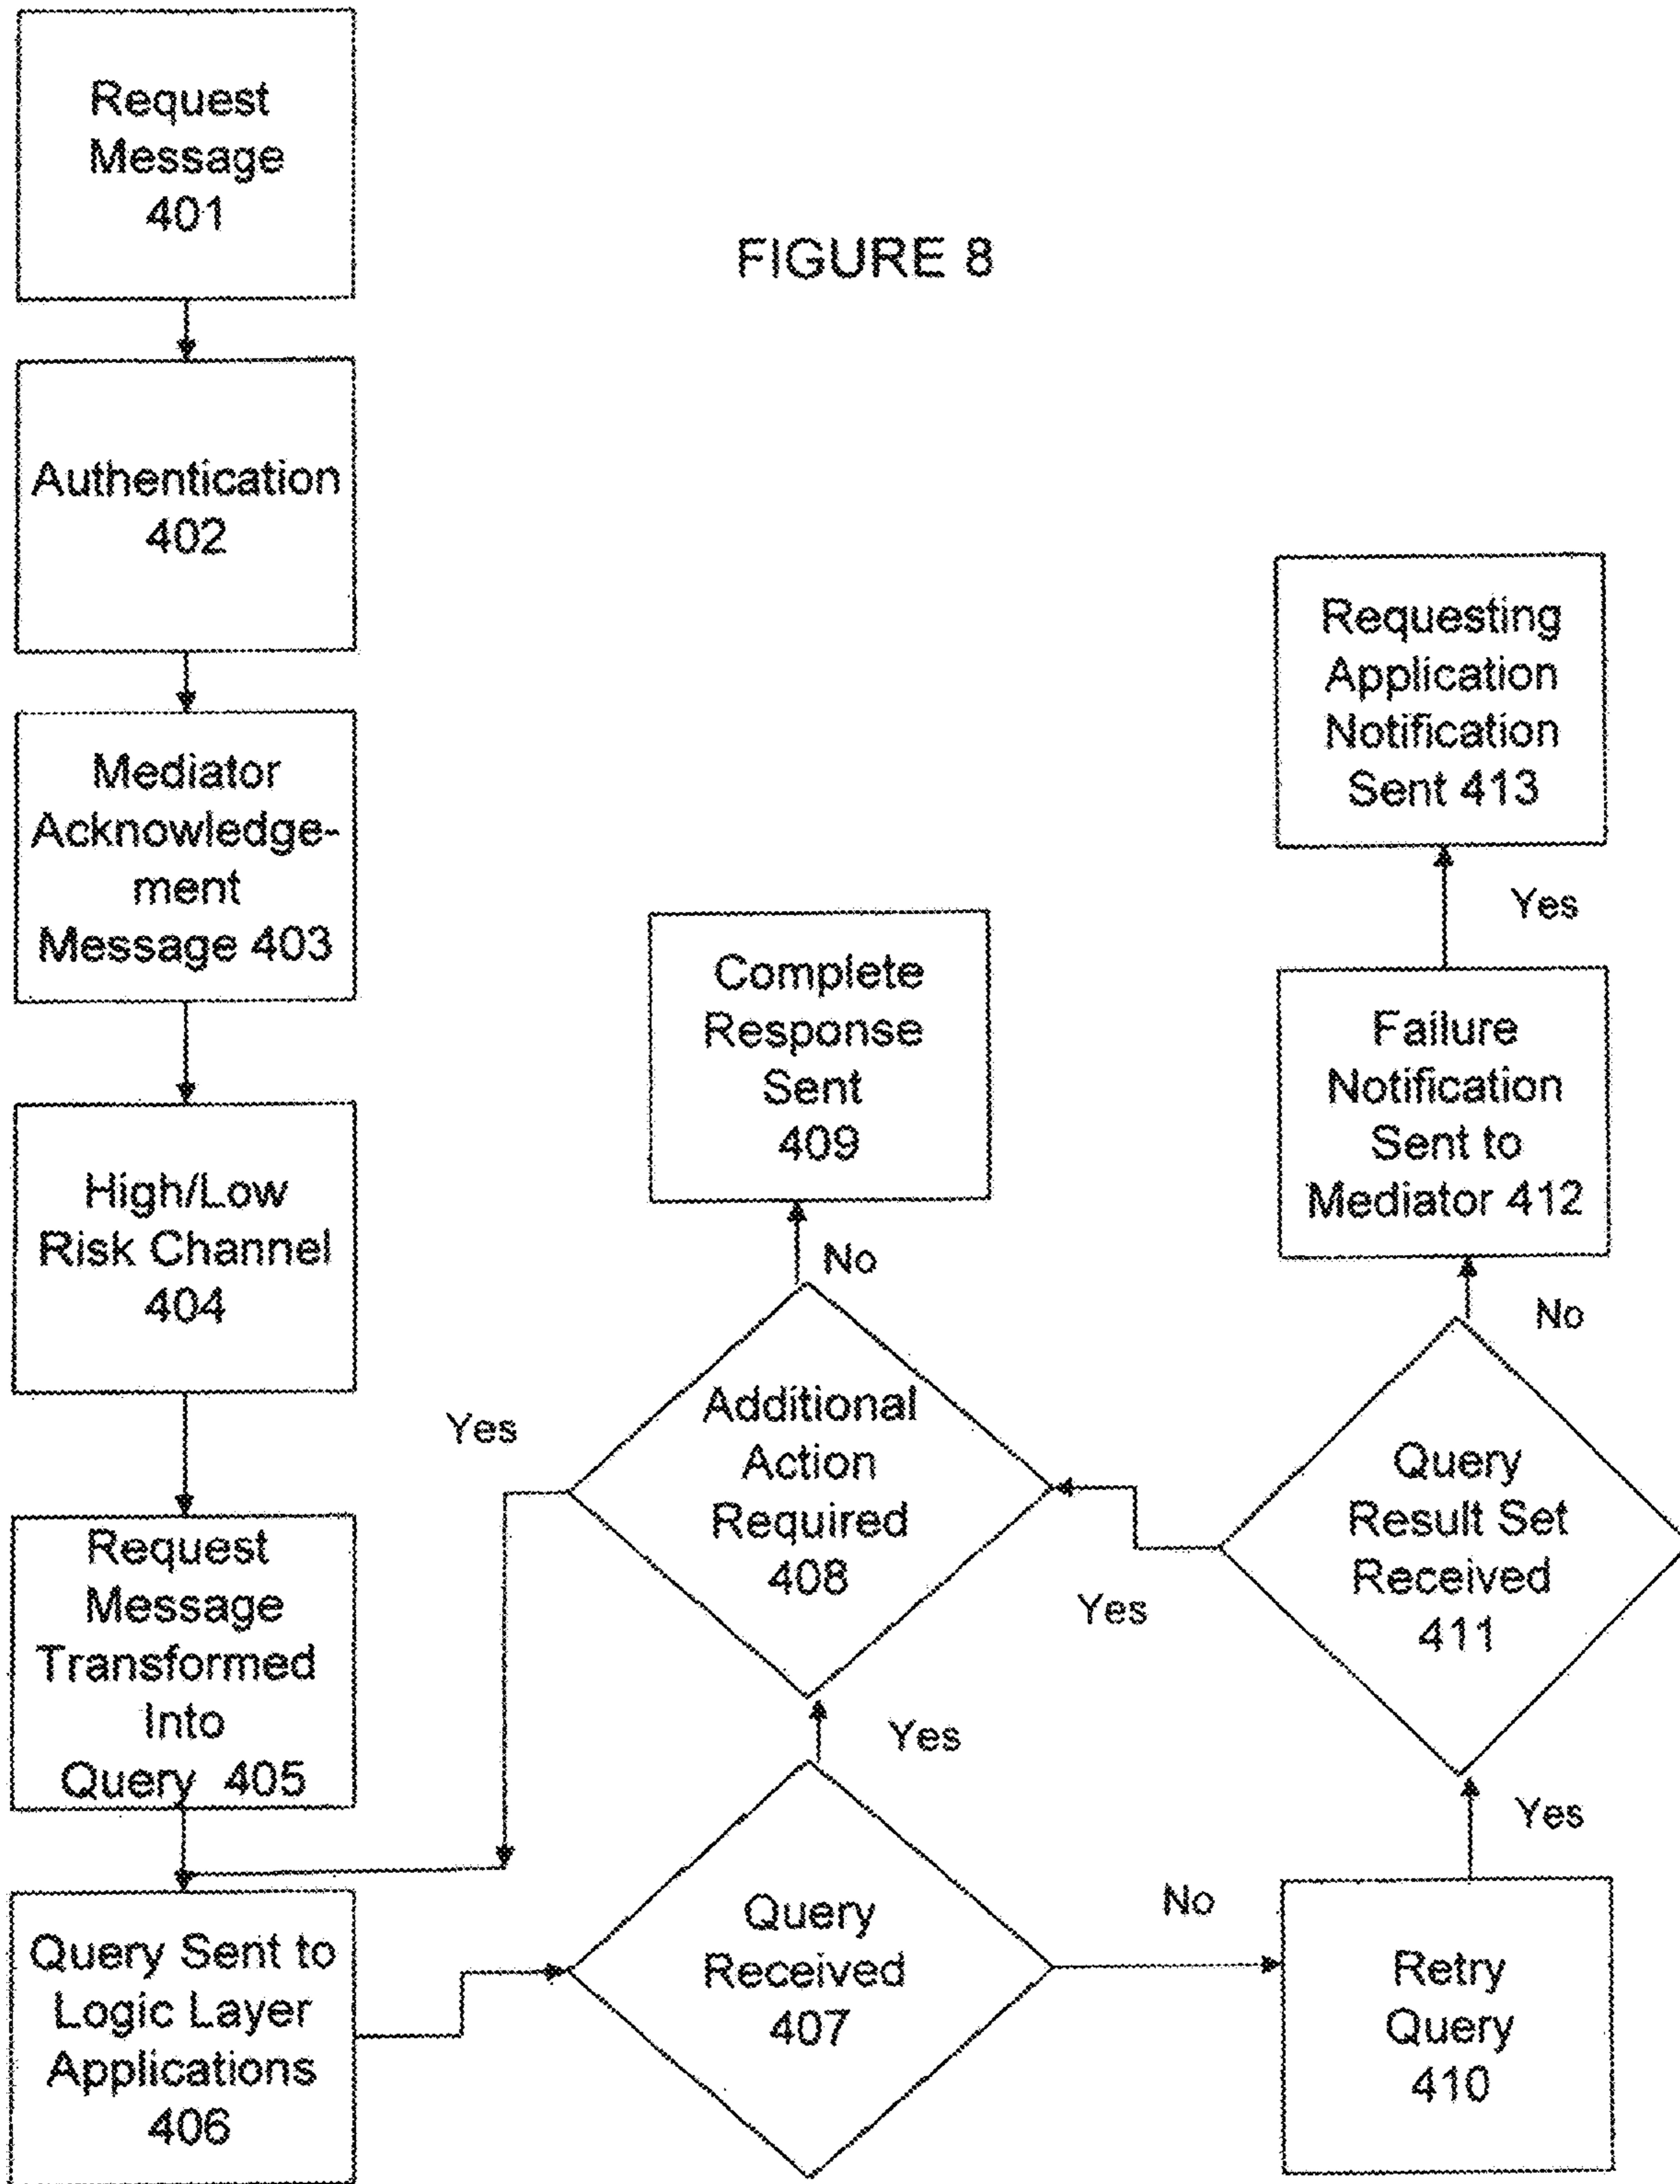 Request
Message
401
FIGURE 8
Authentication
402
Mediator
Acknowledge-
ment
Message 403
High/Low
Risk Channel
404
Request
Message
Transformed
Into
Query 405
Query Sent to
Logic Layer
Applications
406
Query
Received
407
Yes
No
Additional
Action
Required
408
Yes
No
Complete
Response
Sent
409
Retry
Query
410
Yes
Query
Result Set
Received
411
Yes
No
Failure
Notification
Sent to
Mediator 412
Yes
Requesting
Application
Notification
Sent 413